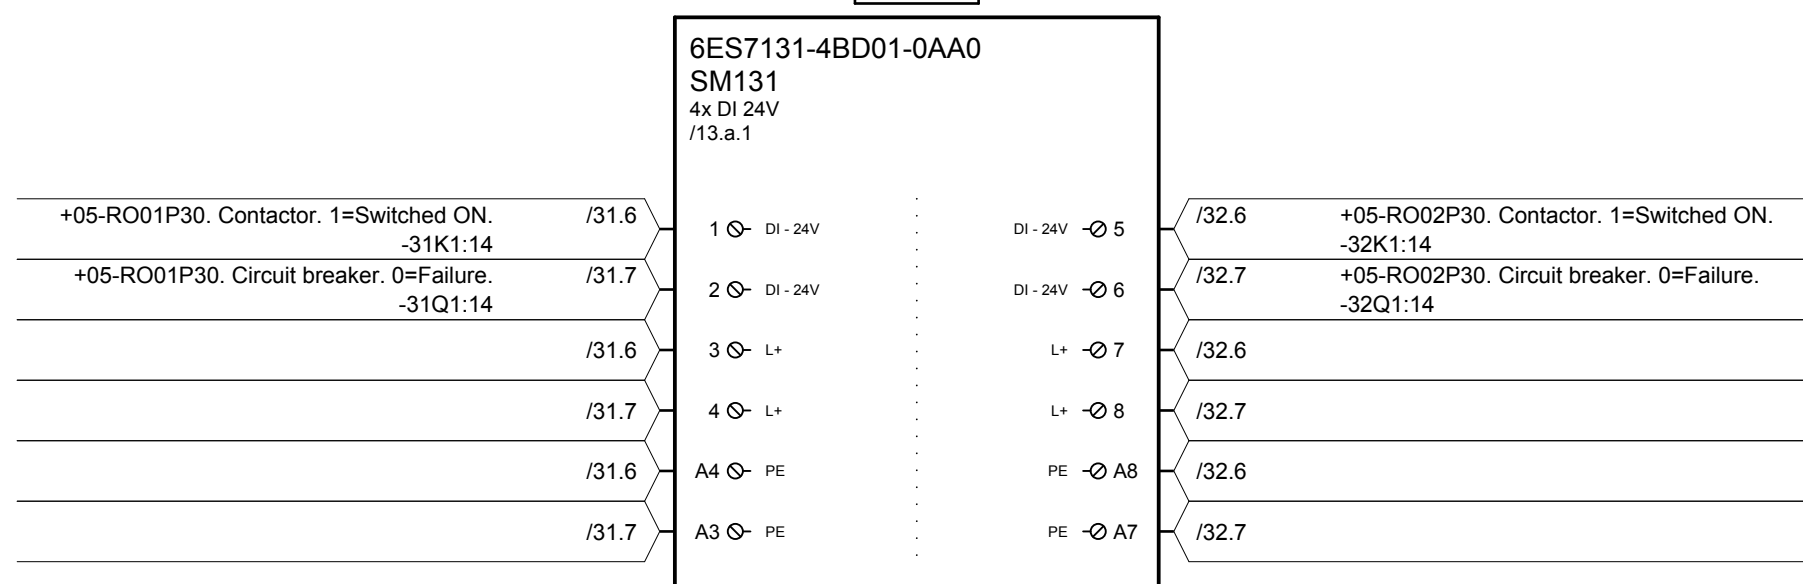 6ES7131-4BD01-0AA0
SM131
4x DI 24V
/13.a.1
+05-RO01P30. Contactor. 1=Switched ON. /31.6
-31K1:14
1 DI - 24V
DI - 24V 5
/32.6 +05-RO02P30. Contactor. 1=Switched ON.
-32K1:14
+05-RO01P30. Circuit breaker. 0=Failure. /31.7
-31Q1:14
2 DI - 24V
DI - 24V 6
/32.7 +05-RO02P30. Circuit breaker. 0=Failure.
-32Q1:14
/31.6 3 L+ L+ 7 /32.6
/31.7 4 L+ L+ 8 /32.7
/31.6 A4 PE PE A8 /32.6
/31.7 A3 PE PE A7 /32.7